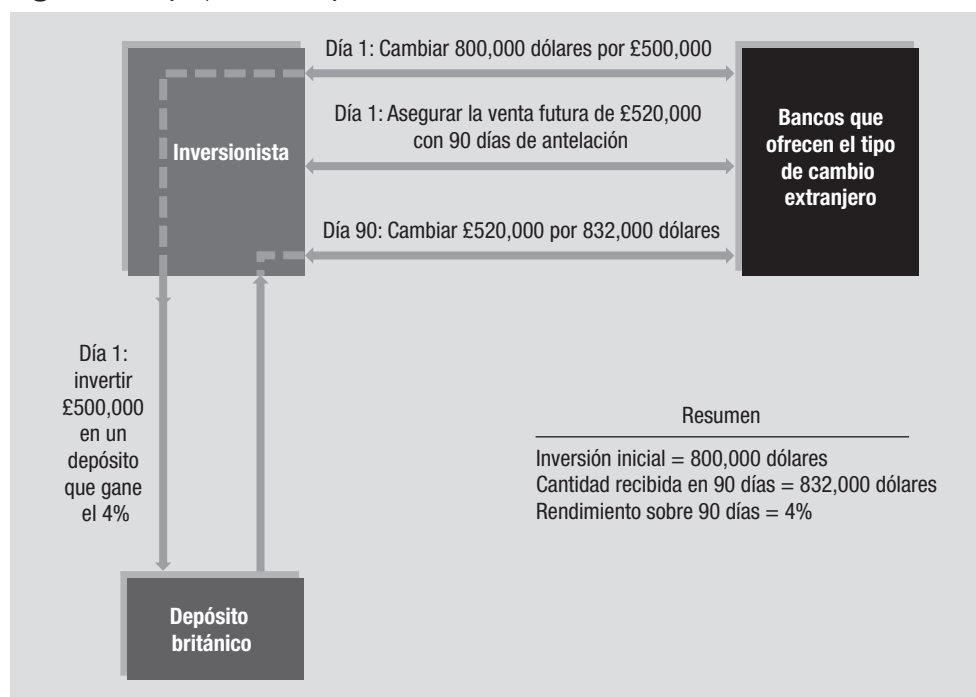 Día 1: Cambiar 800,000 dólares por £500,000
Día 1: Asegurar la venta futura de £520,000
con 90 días de antelación
Inversionista
Bancos que
ofrecen el tipo
de cambio
extranjero
Día 90: Cambiar £520,000 por 832,000 dólares
Día 1:
invertir
£500,000
en un
depósito
que gane
el 4%
Resumen
Inversión inicial = 800,000 dólares
Cantidad recibida en 90 días = 832,000 dólares
Rendimiento sobre 90 días = 4%
Depósito
británico